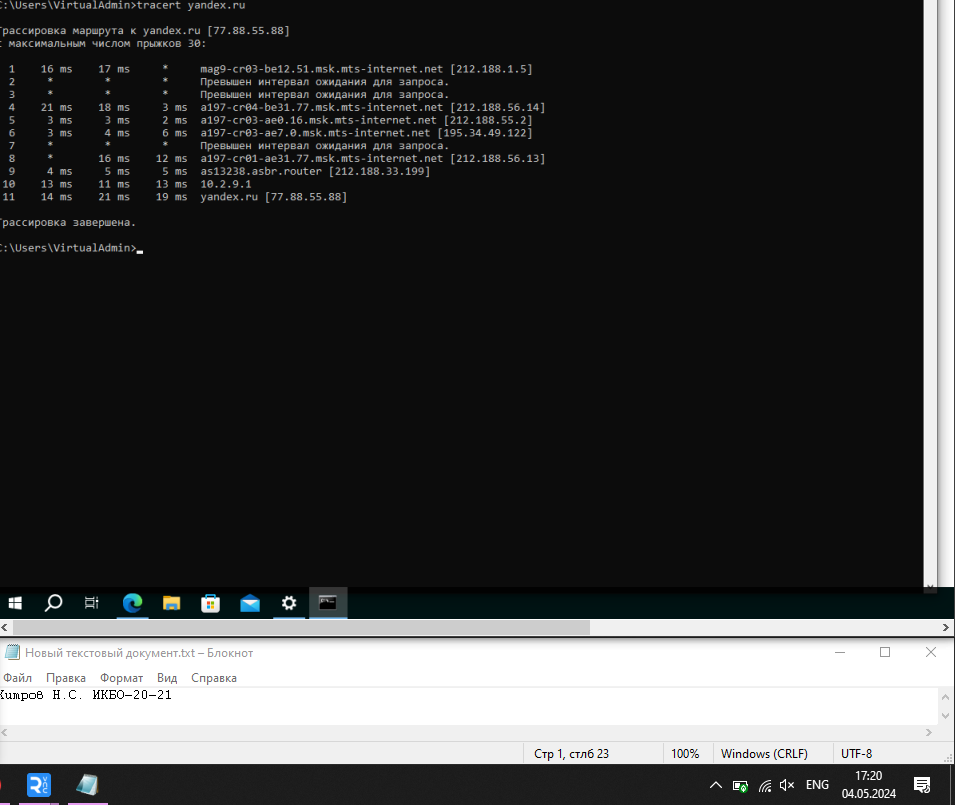 C:\Users\VirtualAdmin>tracert yandex.ru
Трассировка маршрута к yandex.ru [77.88.55.88]
с максимальным числом прыжков 30:
1 16 ms 17 ms * mag9-cr03-be12.51.msk.mts-internet.net [212.188.1.5]
2 * * * Превышен интервал ожидания для запроса.
3 * * * Превышен интервал ожидания для запроса.
4 21 ms 18 ms 3 ms a197-cr04-be31.77.msk.mts-internet.net [212.188.56.14]
5 3 ms 3 ms 2 ms a197-cr03-ae0.16.msk.mts-internet.net [212.188.55.2]
6 3 ms 4 ms 6 ms a197-cr03-ae7.0.msk.mts-internet.net [195.34.49.122]
7 * * * Превышен интервал ожидания для запроса.
8 * 16 ms 12 ms a197-cr01-ae31.77.msk.mts-internet.net [212.188.56.13]
9 4 ms 5 ms 5 ms as13238.asbr.router [212.188.33.199]
10 13 ms 11 ms 13 ms 10.2.9.1
11 14 ms 21 ms 19 ms yandex.ru [77.88.55.88]
Трассировка завершена.
C:\Users\VirtualAdmin>
Новый текстовый документ.txt – Блокнот
Файл Правка Формат Вид Справка
Н.С. ИКБО-20-21
Стр 1, стлб 23 100% Windows (CRLF) UTF-8
ENG 17:20
04.05.2024